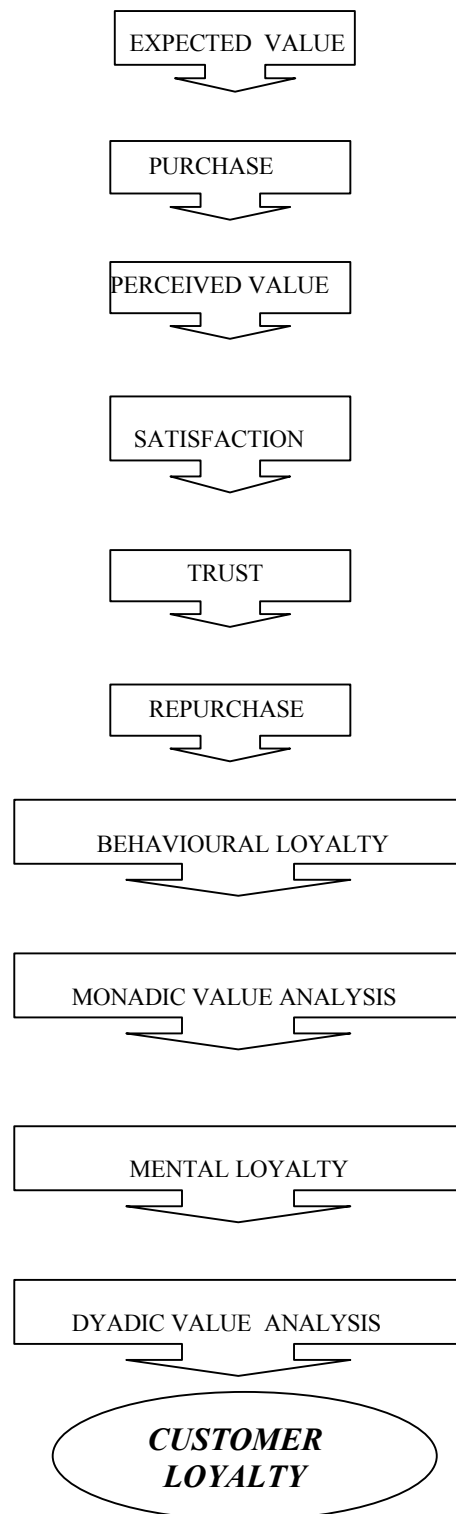 EXPECTED VALUE
PURCHASE
PERCEIVED VALUE
SATISFACTION
TRUST
REPURCHASE
BEHAVIOURAL LOYALTY
MONADIC VALUE ANALYSIS
MENTAL LOYALTY
DYADIC VALUE ANALYSIS
CUSTOMER
LOYALTY